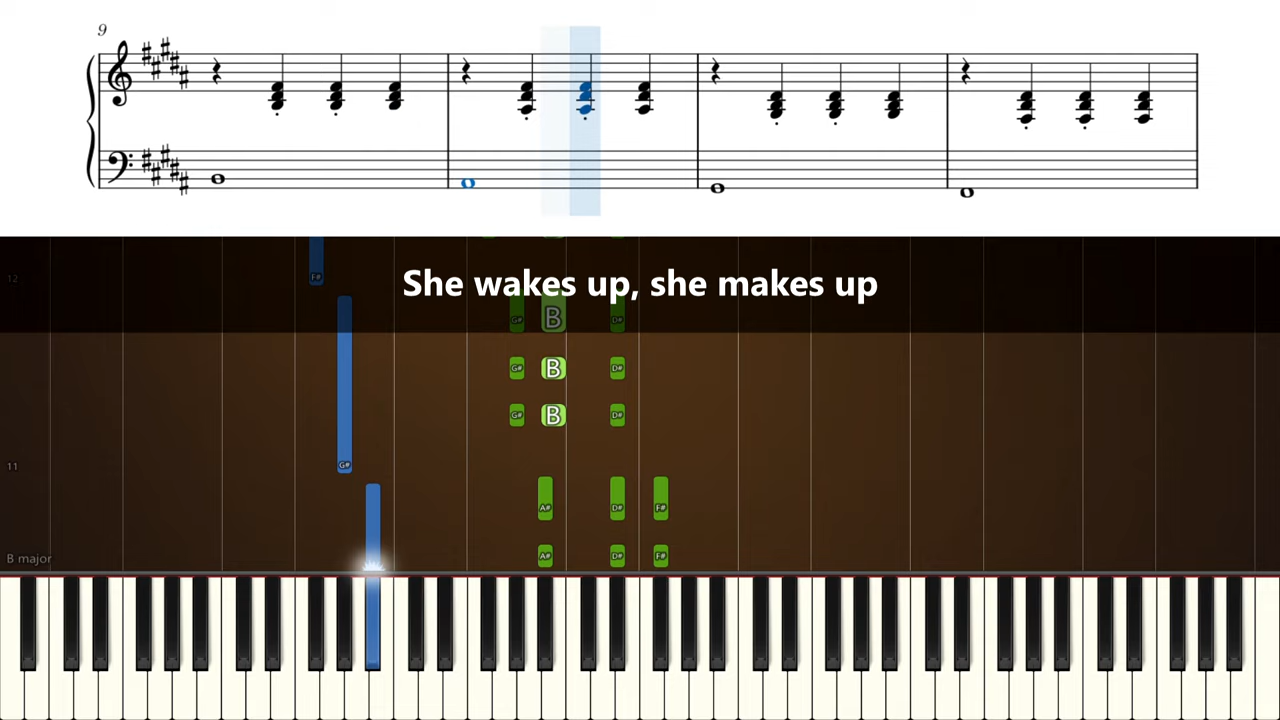 9
She wakes up, she makes up
12
F#
G# B D#
G# B D#
G# B D#
11
G#
A# D# F#
B major
A# D# F#